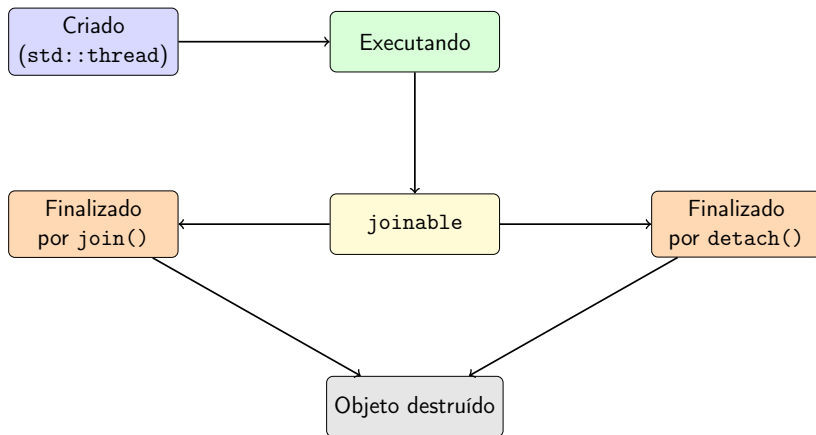 Criado
(std::thread)
Executando
Finalizado
por join()
joinable
Finalizado
por detach()
Objeto destruído